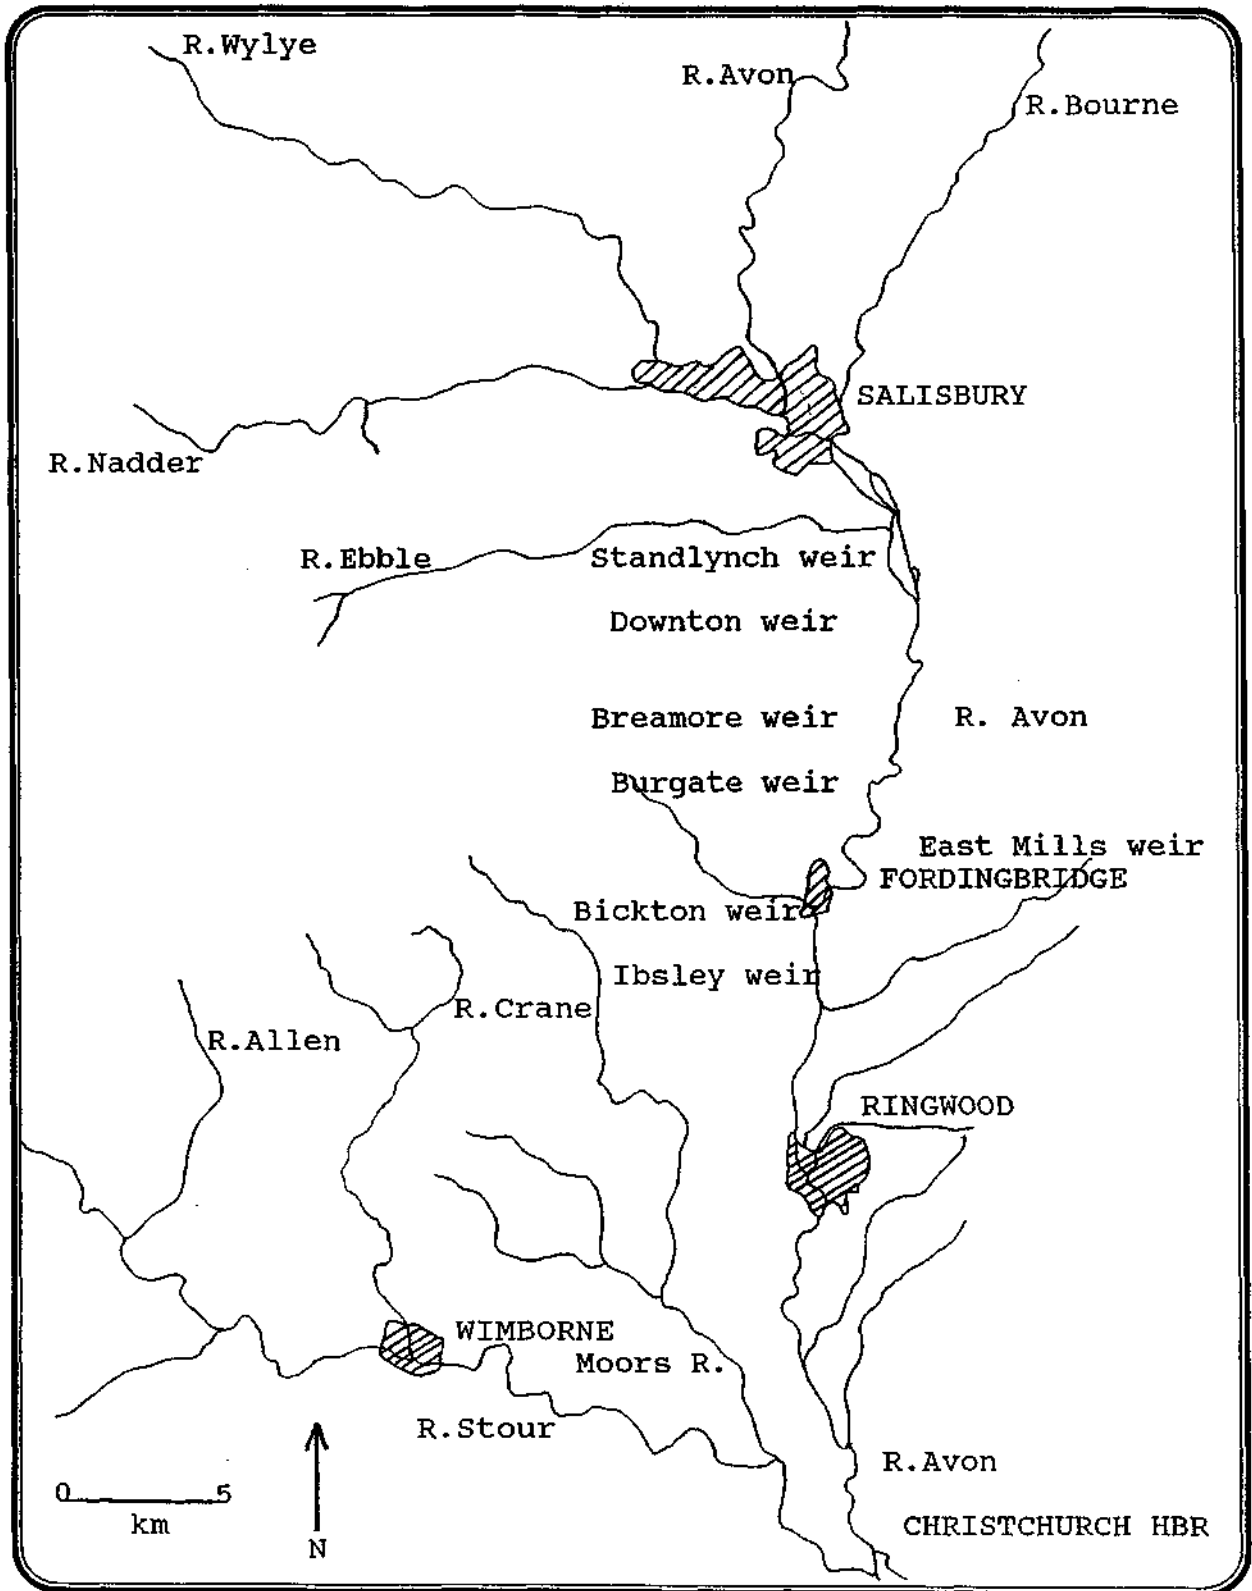 R.Wylye
R.Avon
R.Bourne
SALISBURY
R.Nadder
R.Ebble
Standlynch weir
Downton weir
Breamore weir
R. Avon
Burgate weir
East Mills weir
FORDINGBRIDGE
Bickton weir
Ibsley weir
R.Crane
R.Allen
RINGWOOD
WIMBORNE
Moors R.
R.Stour
R.Avon
0 5
km
N
CHRISTCHURCH HBR